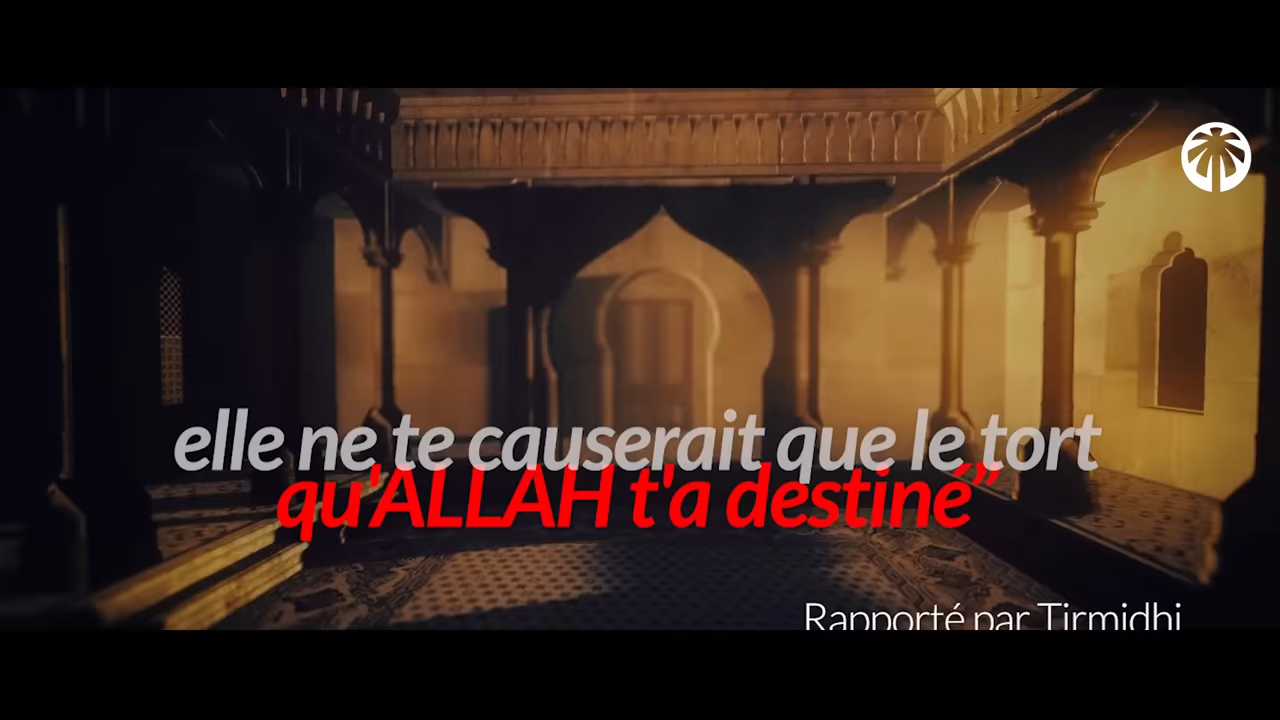 elle ne te causerait que le tort
qu'ALLAH t'a destiné”
Rapporté par Tirmidhi